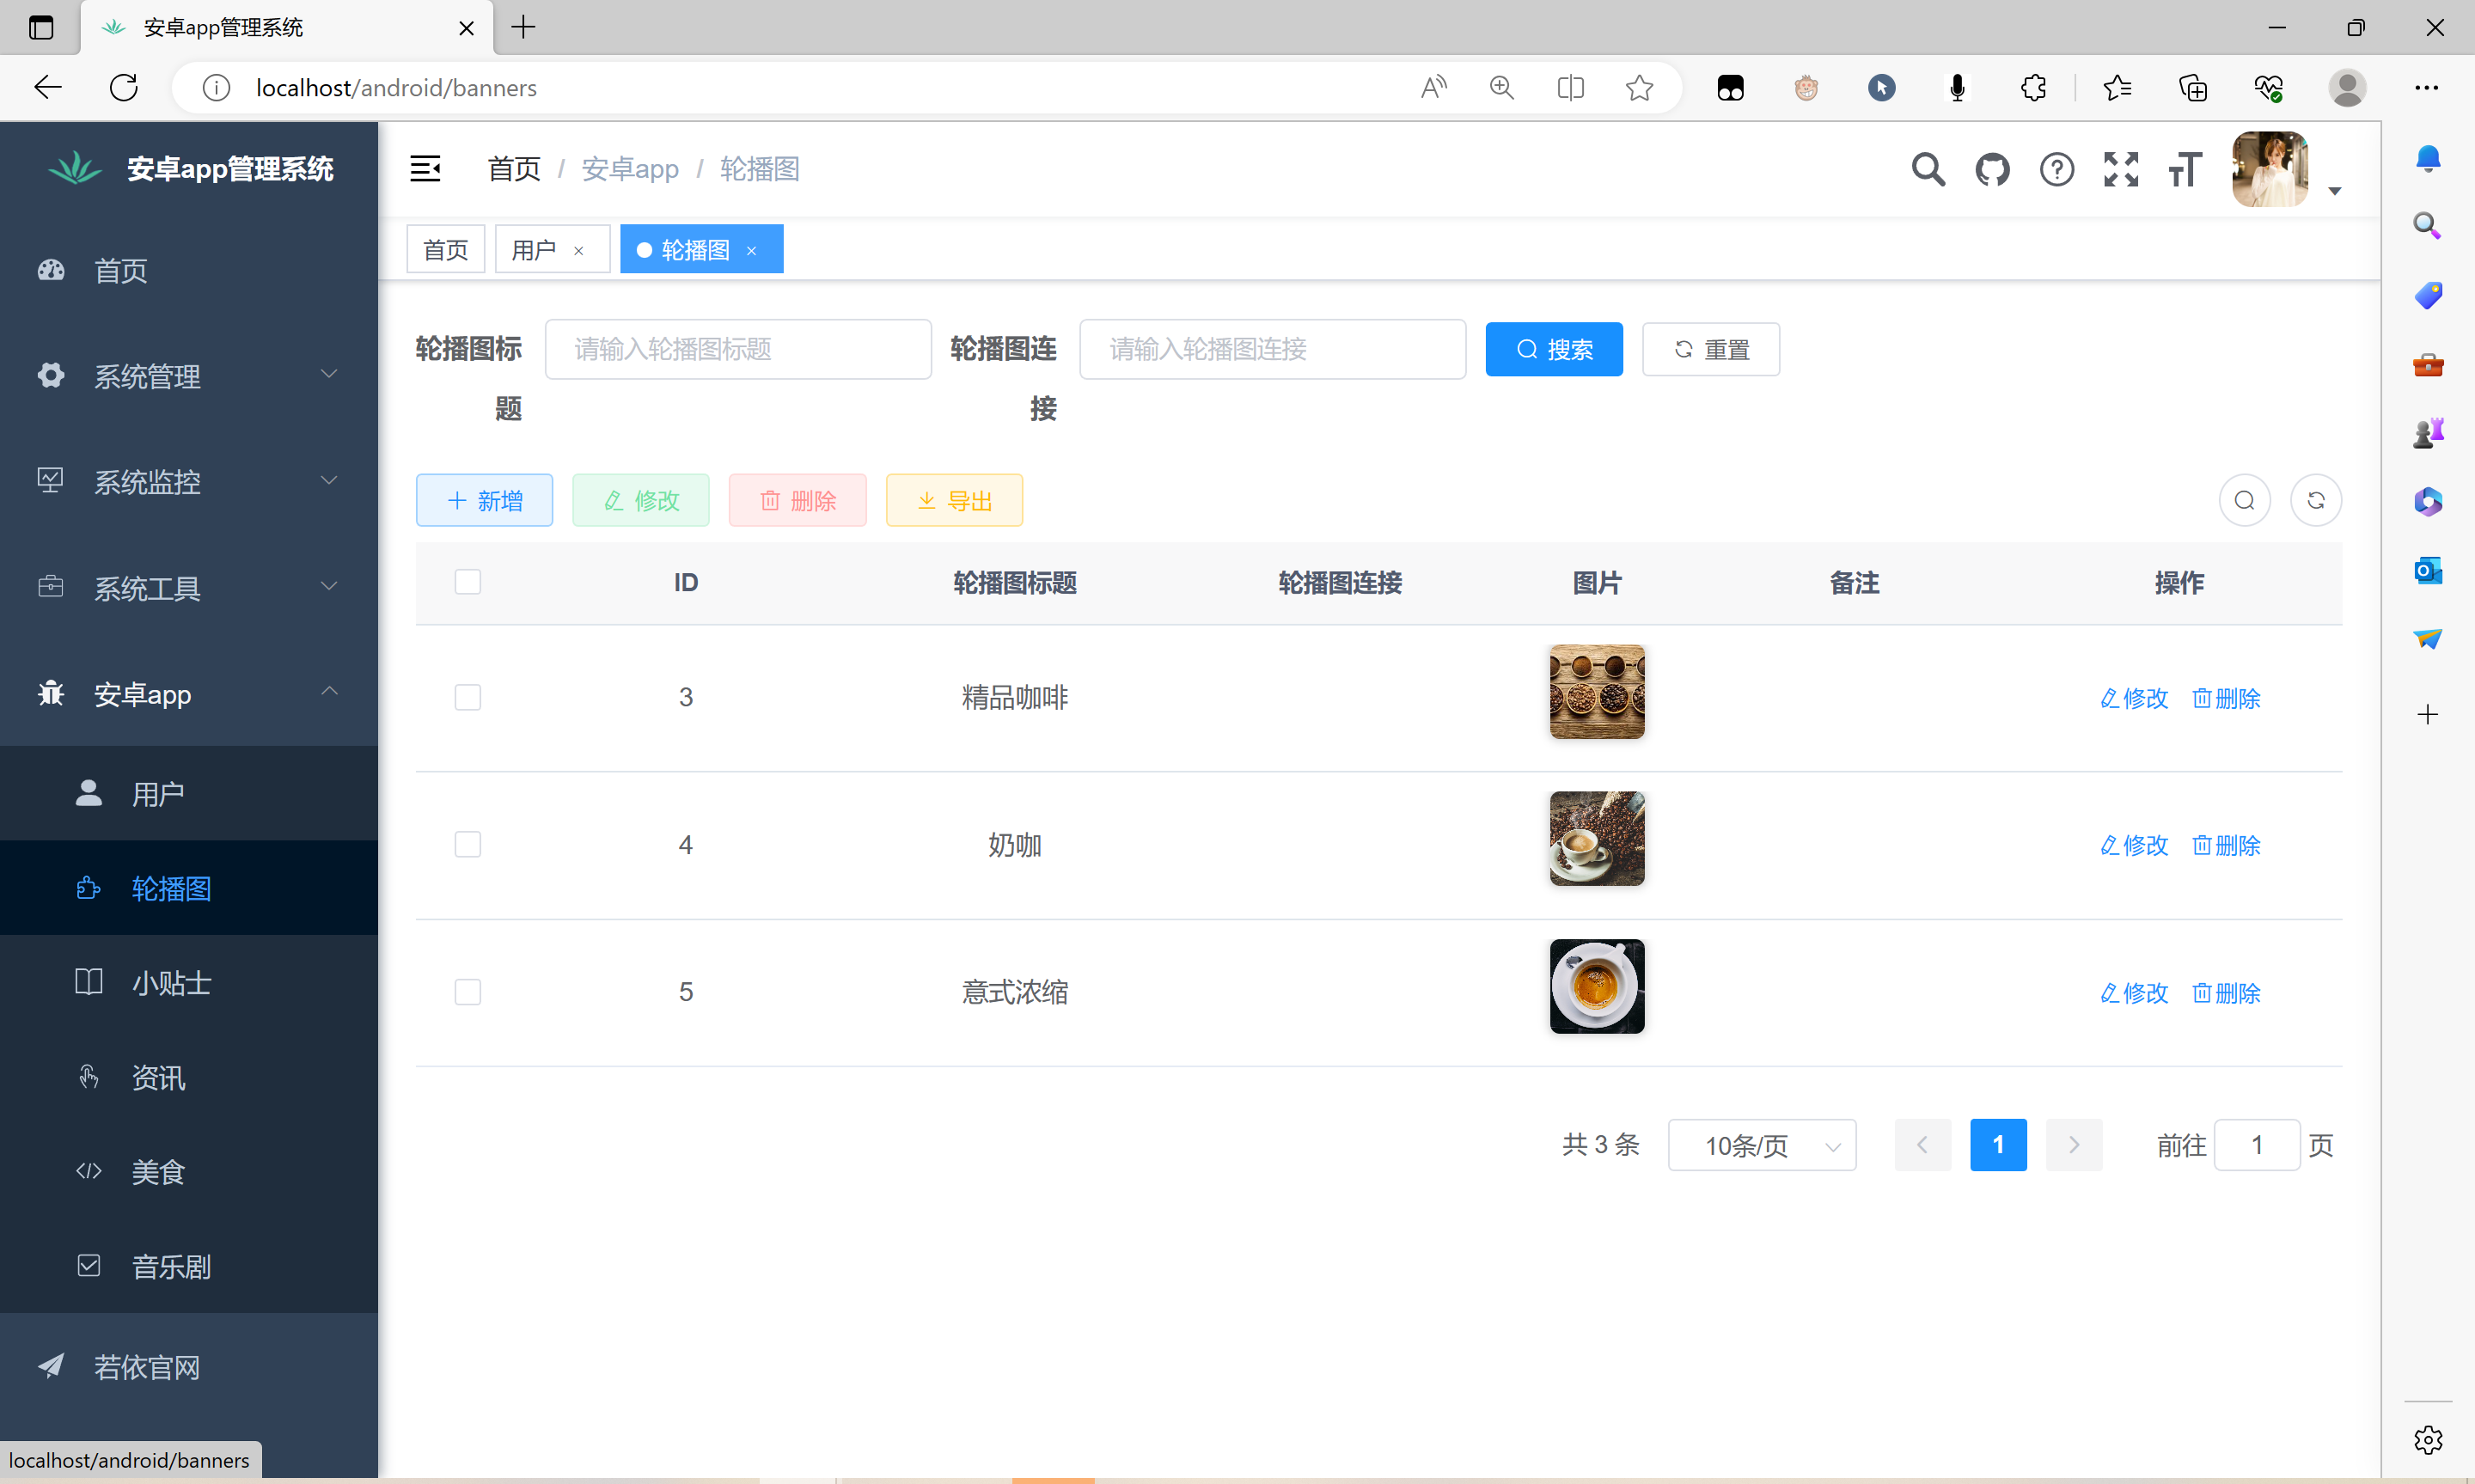 安卓app管理系统
localhost/android/banners
安卓app管理系统
首页 / 安卓app / 轮播图
首页
用户
轮播图
首页
系统管理
系统监控
系统工具
安卓app
用户
轮播图
小贴士
资讯
美食
音乐剧
若依官网
轮播图标题 请输入轮播图标题 轮播图连接 请输入轮播图连接 搜索 重置
新增 修改 删除 导出
ID 轮播图标题 轮播图连接 图片 备注 操作
3 精品咖啡 修改 删除
4 奶咖 修改 删除
5 意式浓缩 修改 删除
共 3 条 10条/页 1 前往 1 页
localhost/android/banners